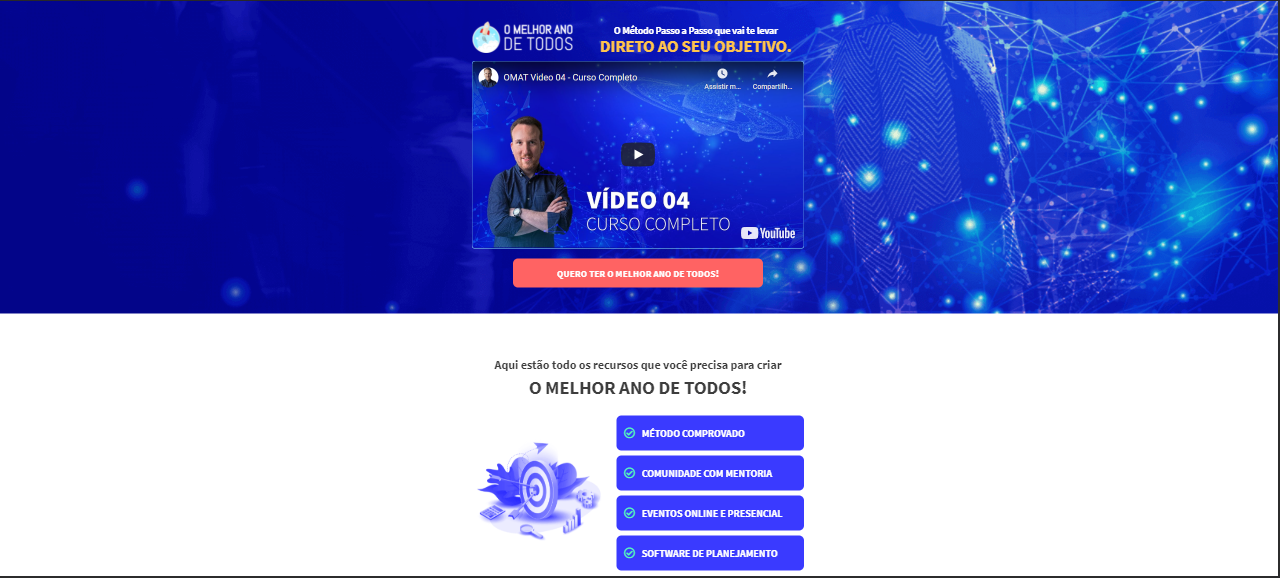 O MELHOR ANO
DE TODOS
O Método Passo a Passo que vai te levar
DIRETO AO SEU OBJETIVO.
OMAT Video 04 - Curso Completo
Assistir m...
Compartilh...
VÍDEO 04
CURSO COMPLETO
YouTube
QUERO TER O MELHOR ANO DE TODOS!
Aqui estão todo os recursos que você precisa para criar
O MELHOR ANO DE TODOS!
MÉTODO COMPROVADO
COMUNIDADE COM MENTORIA
EVENTOS ONLINE E PRESENCIAL
SOFTWARE DE PLANEJAMENTO